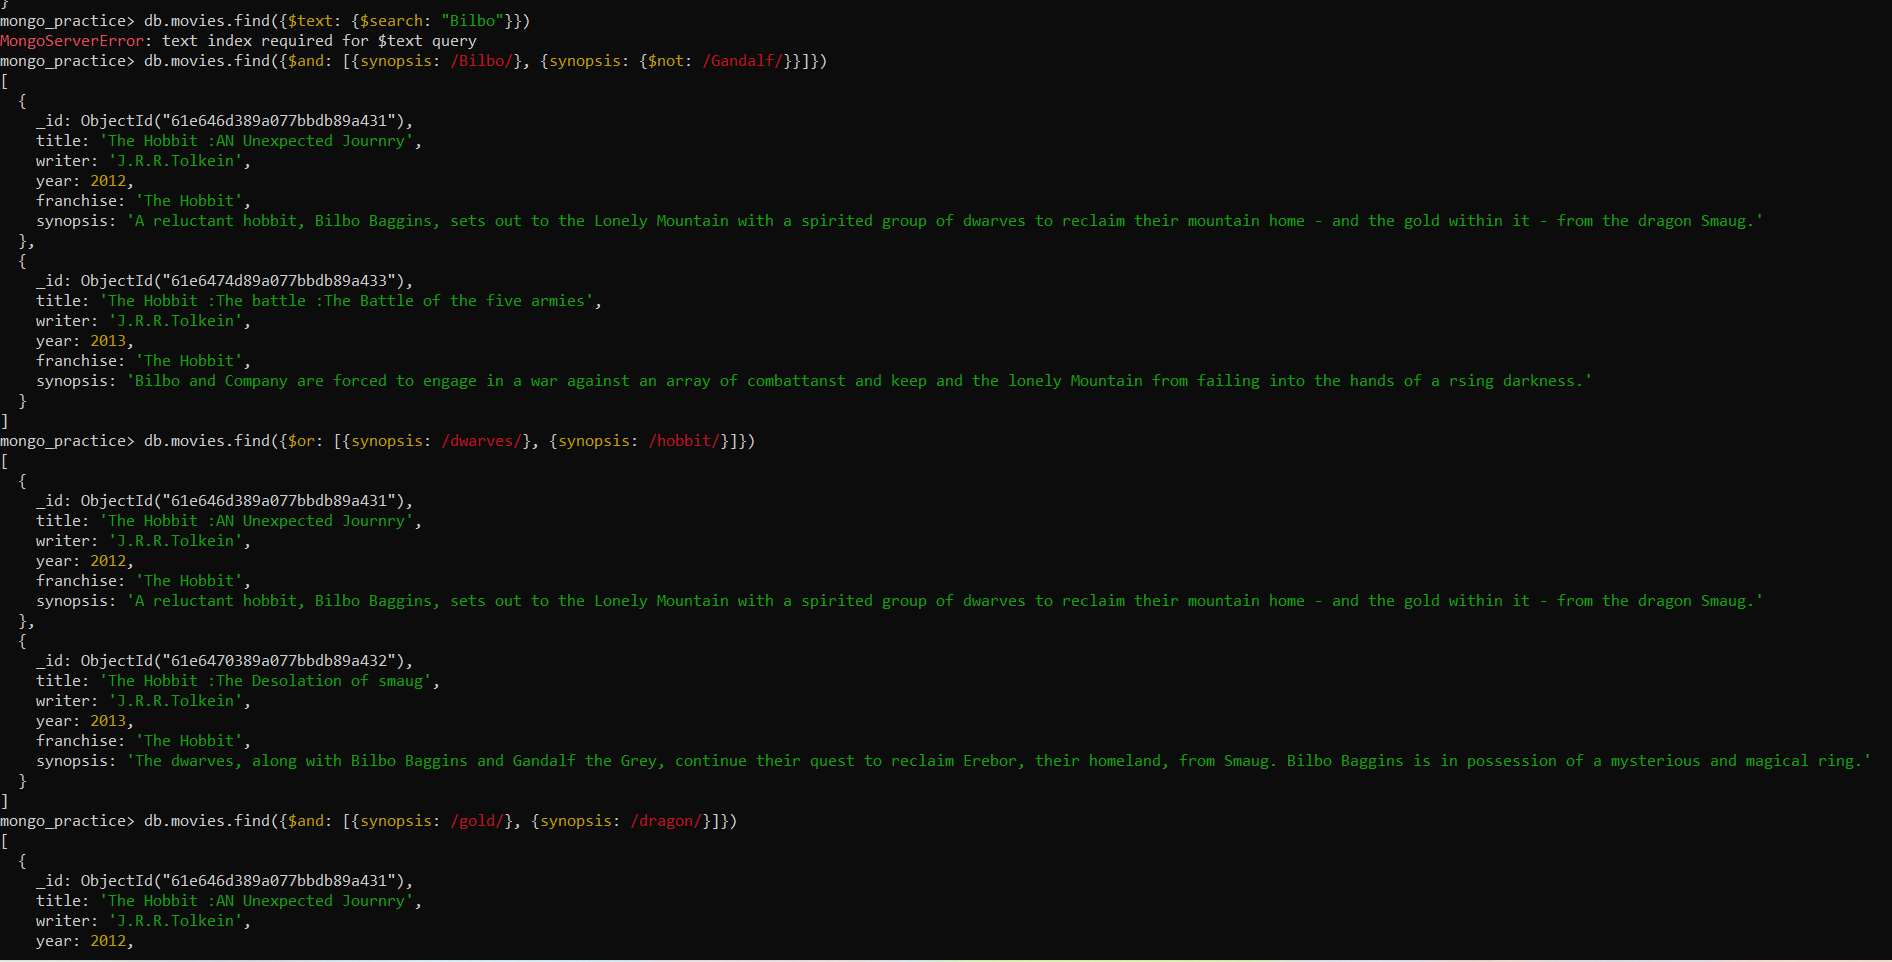 }
mongo_practice> db.movies.find({$text: {$search: "Bilbo"}})
MongoServerError: text index required for $text query
mongo_practice> db.movies.find({$and: [{synopsis: /Bilbo/}, {synopsis: {$not: /Gandalf/}}]})
[
  {
    _id: ObjectId("61e646d389a077bbdb89a431"),
    title: 'The Hobbit :AN Unexpected Journry',
    writer: 'J.R.R.Tolkein',
    year: 2012,
    franchise: 'The Hobbit',
    synopsis: 'A reluctant hobbit, Bilbo Baggins, sets out to the Lonely Mountain with a spirited group of dwarves to reclaim their mountain home - and the gold within it - from the dragon Smaug.'
  },
  {
    _id: ObjectId("61e6474d89a077bbdb89a433"),
    title: 'The Hobbit :The battle :The Battle of the five armies',
    writer: 'J.R.R.Tolkein',
    year: 2013,
    franchise: 'The Hobbit',
    synopsis: 'Bilbo and Company are forced to engage in a war against an array of combattanst and keep and the lonely Mountain from failing into the hands of a rsing darkness.'
  }
]
mongo_practice> db.movies.find({$or: [{synopsis: /dwarves/}, {synopsis: /hobbit/}]})
[
  {
    _id: ObjectId("61e646d389a077bbdb89a431"),
    title: 'The Hobbit :AN Unexpected Journry',
    writer: 'J.R.R.Tolkein',
    year: 2012,
    franchise: 'The Hobbit',
    synopsis: 'A reluctant hobbit, Bilbo Baggins, sets out to the Lonely Mountain with a spirited group of dwarves to reclaim their mountain home - and the gold within it - from the dragon Smaug.'
  },
  {
    _id: ObjectId("61e6470389a077bbdb89a432"),
    title: 'The Hobbit :The Desolation of smaug',
    writer: 'J.R.R.Tolkein',
    year: 2013,
    franchise: 'The Hobbit',
    synopsis: 'The dwarves, along with Bilbo Baggins and Gandalf the Grey, continue their quest to reclaim Erebor, their homeland, from Smaug. Bilbo Baggins is in possession of a mysterious and magical ring.'
  }
]
mongo_practice> db.movies.find({$and: [{synopsis: /gold/}, {synopsis: /dragon/}]})
[
  {
    _id: ObjectId("61e646d389a077bbdb89a431"),
    title: 'The Hobbit :AN Unexpected Journry',
    writer: 'J.R.R.Tolkein',
    year: 2012,